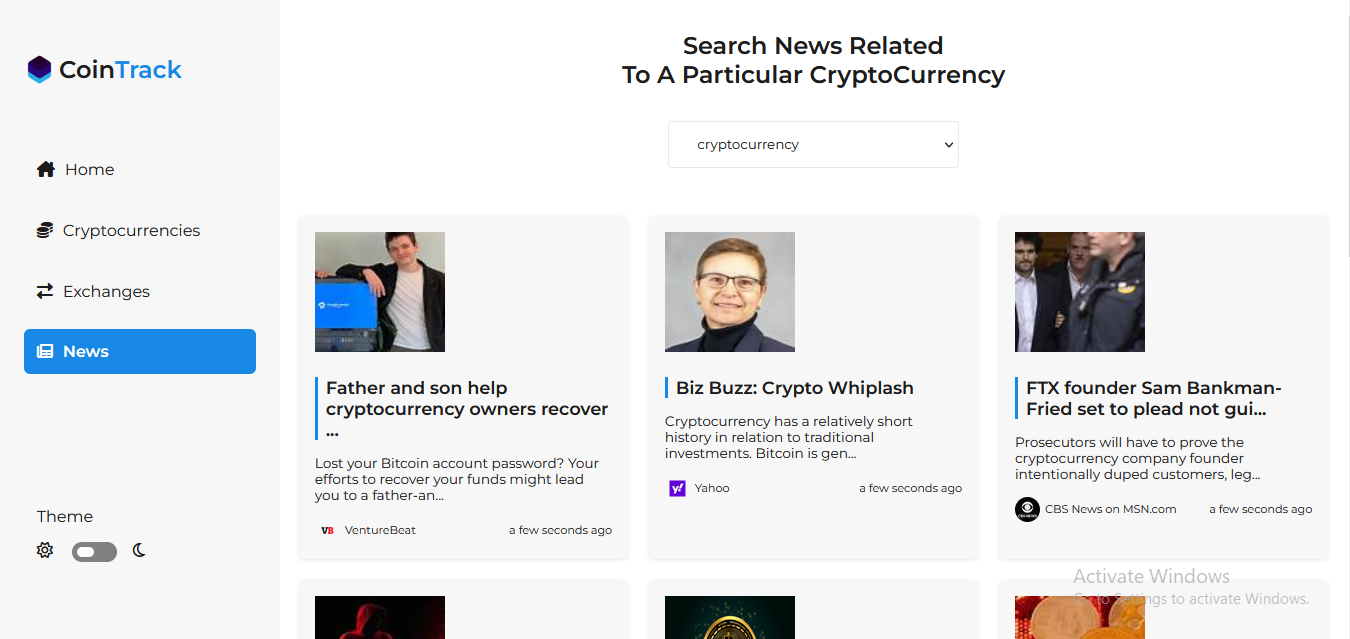 CoinTrack
Home
Cryptocurrencies
Exchanges
News
Theme
Search News Related
To A Particular CryptoCurrency
cryptocurrency
Father and son help
cryptocurrency owners recover
...
Lost your Bitcoin account password? Your
efforts to recover your funds might lead
you to a father-an...
VB VentureBeat a few seconds ago
Biz Buzz: Crypto Whiplash
Cryptocurrency has a relatively short
history in relation to traditional
investments. Bitcoin is gen...
y! Yahoo a few seconds ago
FTX founder Sam Bankman-
Fried set to plead not gui...
Prosecutors will have to prove the
cryptocurrency company founder
intentionally duped customers, leg...
CBS NEWS CBS News on MSN.com a few seconds ago
Activate Windows
Go to Settings to activate Windows.